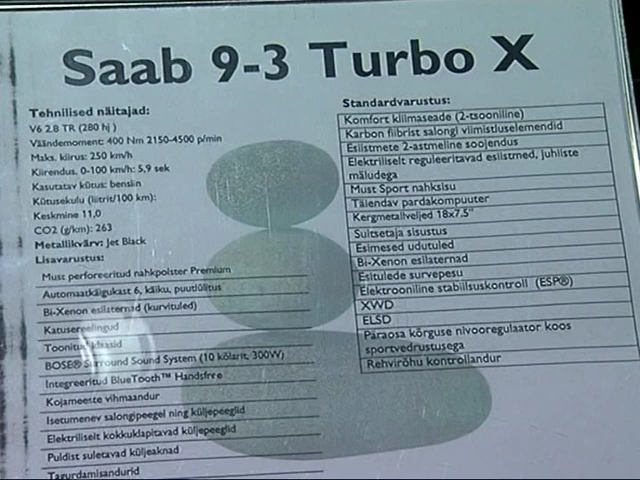 Saab 9-3 Turbo X
Tehnilised näitajad:
V6 2.8 TR (280 hj )
Väändemoment: 400 Nm 2150-4500 p/min
Maks. kiirus: 250 km/h
Kiirendus, 0-100 km/h: 5,9 sek
Kasutatav kütus: bensiin
Kütusekulu (liitrit/100 km):
Keskmine 11,0
CO2 (g/km): 263
Metallikvärv: Jet Black
Lisavarustus:
Must perforeeritud nahkpolster Premium
Automaatkäigukast 6, käiku, puutüütis
Bi-Xenon esilaternad (kurvituled)
Katusereelingud
Toonitud klaasid
BOSE® Surround Sound System (10 kõlarit, 300W)
Integreeritud BlueTooth™ Handsfree
Kojameeste vihmaandur
Isetumenev salongipeegel ning küljepeeglid
Elektriliselt kokkuklapitavad küljepeeglid
Puldist suletavad küljeaknad
Tagurdamisandurid
Standardvarustus:
Komfort kliimaseade (2-tsooniline)
Karbon fiibrist salongi viimistluselemendid
Esiistmete 2-astmeline soojendus
Elektriliselt reguleeritavad esiistmed, juhiiste
mäludega
Must Sport nahksisu
Täiendav pardakompuuter
Kergmetallveljed 18x7.5"
Suitsetaja sisustus
Esimesed udutuled
Bi-Xenon esilaternad
Esitulede survepesu
Elektrooniline stabiilsuskontroll (ESP®)
XWD
ELSD
Päraosa kõrguse nivooregulaator koos
sportvedrustusega
Rehvirõhu kontrollandur